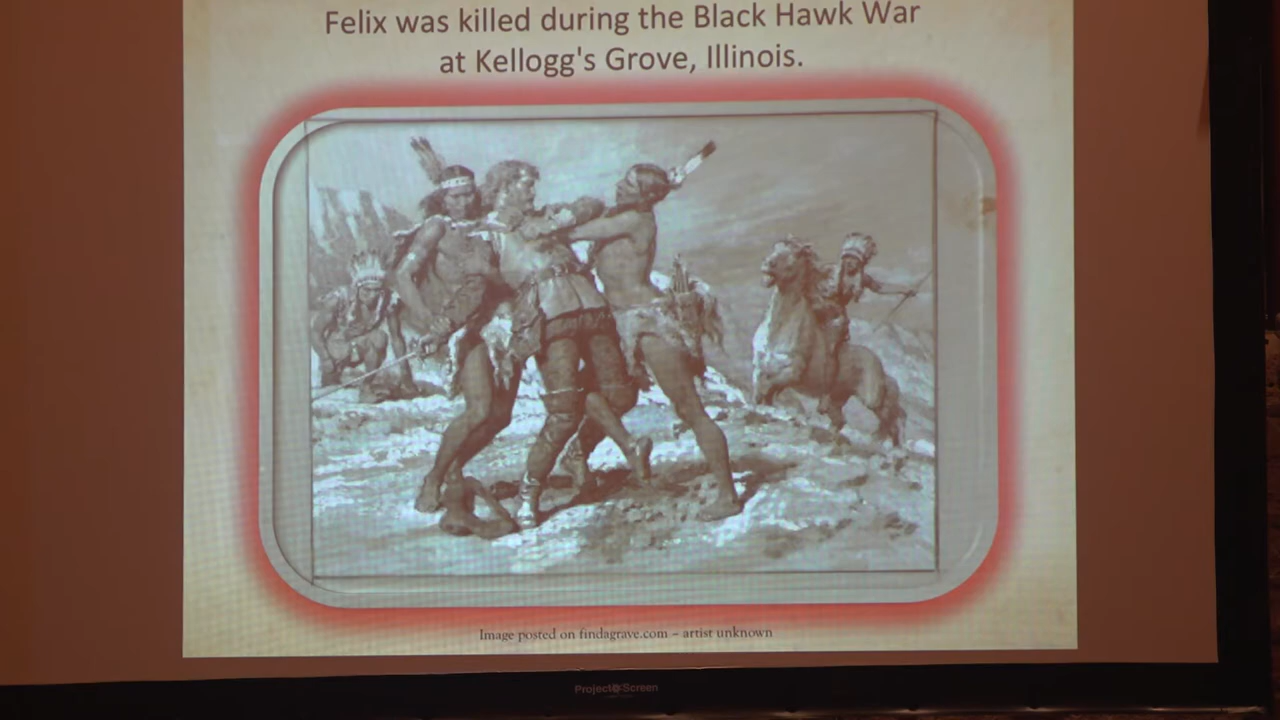 Felix was killed during the Black Hawk War
at Kellogg's Grove, Illinois.
Image posted on findagrave.com – artist unknown
Project Screen